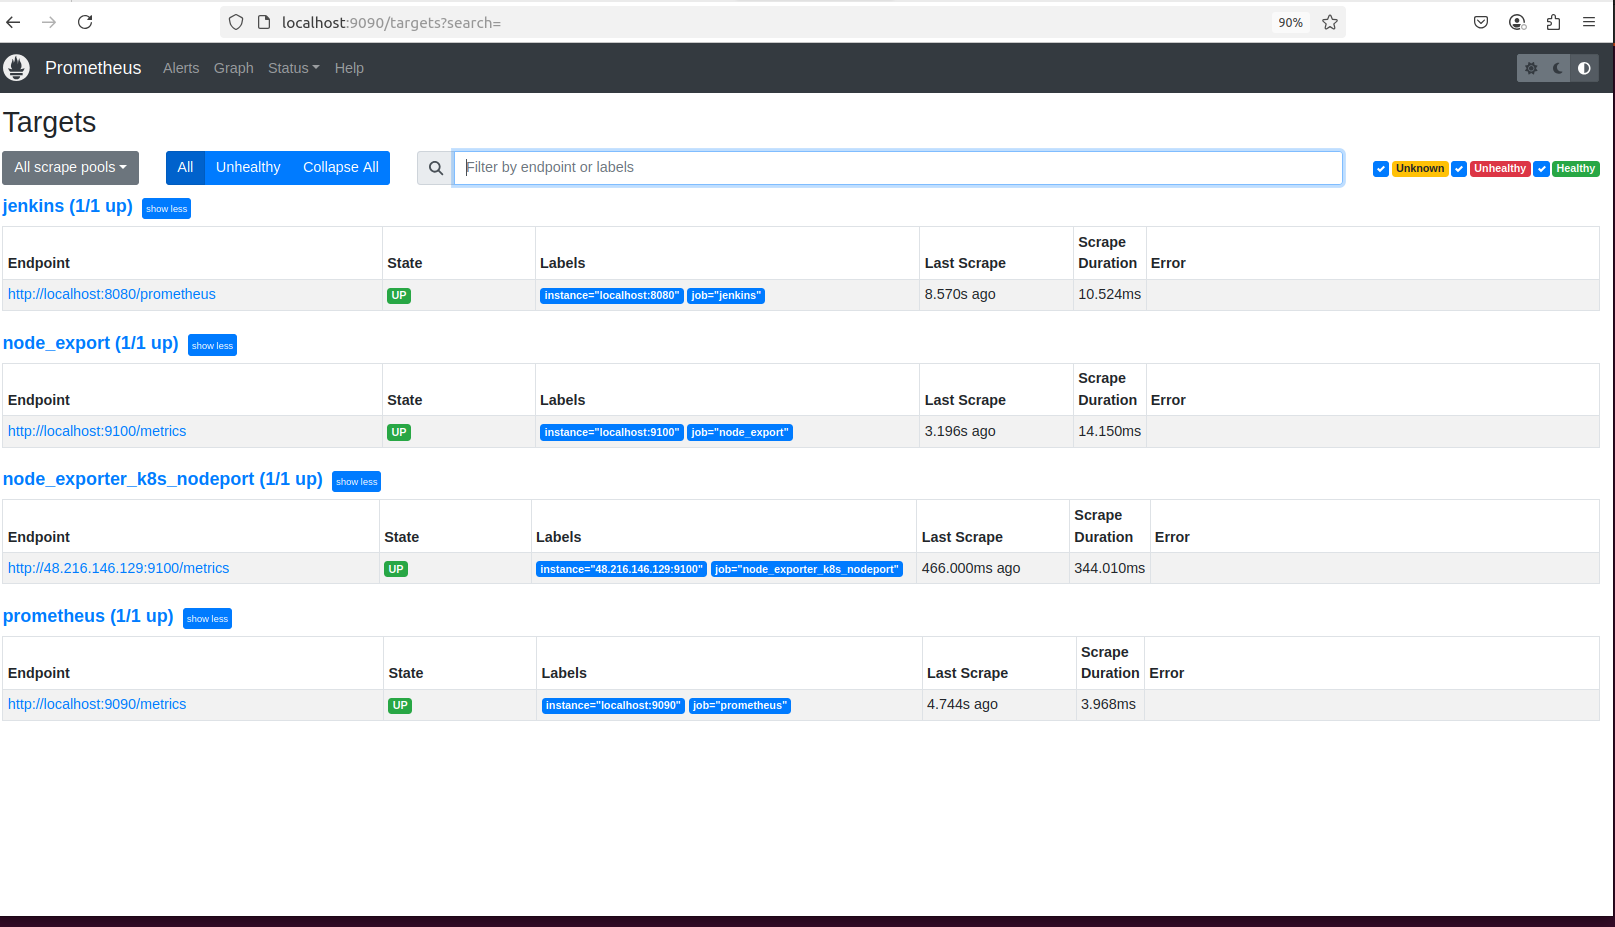 localhost:9090/targets?search=
90%
Prometheus Alerts Graph Status Help
Targets
All scrape pools All Unhealthy Collapse All Filter by endpoint or labels Unknown Unhealthy Healthy
jenkins (1/1 up) show less
Endpoint State Labels Last Scrape Scrape Duration Error
http://localhost:8080/prometheus UP instance="localhost:8080" job="jenkins" 8.570s ago 10.524ms
node_export (1/1 up) show less
Endpoint State Labels Last Scrape Scrape Duration Error
http://localhost:9100/metrics UP instance="localhost:9100" job="node_export" 3.196s ago 14.150ms
node_exporter_k8s_nodeport (1/1 up) show less
Endpoint State Labels Last Scrape Scrape Duration Error
http://48.216.146.129:9100/metrics UP instance="48.216.146.129:9100" job="node_exporter_k8s_nodeport" 466.000ms ago 344.010ms
prometheus (1/1 up) show less
Endpoint State Labels Last Scrape Scrape Duration Error
http://localhost:9090/metrics UP instance="localhost:9090" job="prometheus" 4.744s ago 3.968ms